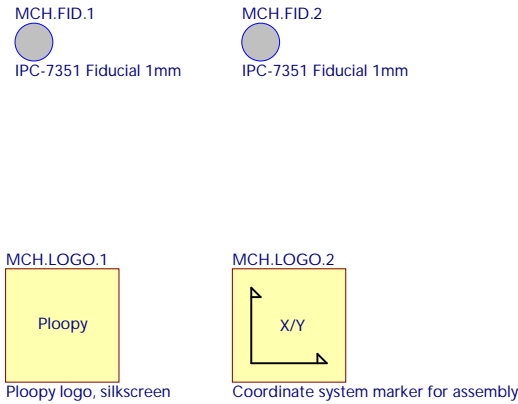 MCH.FID.1
MCH.FID.2
IPC-7351 Fiducial 1mm
IPC-7351 Fiducial 1mm
MCH.LOGO.1
MCH.LOGO.2
Ploopy
X/Y
Ploopy logo, silkscreen
Coordinate system marker for assembly